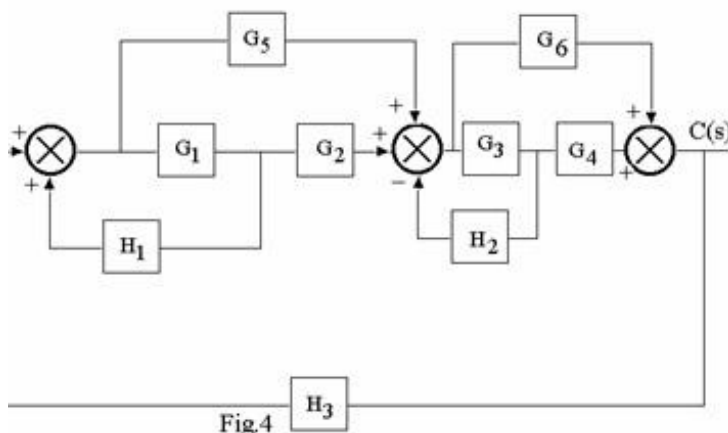 G5
G6
+
+
+
+
C(s)
G1
G2
G3
G4
+
−
+
H1
H2
H3
Fig.4